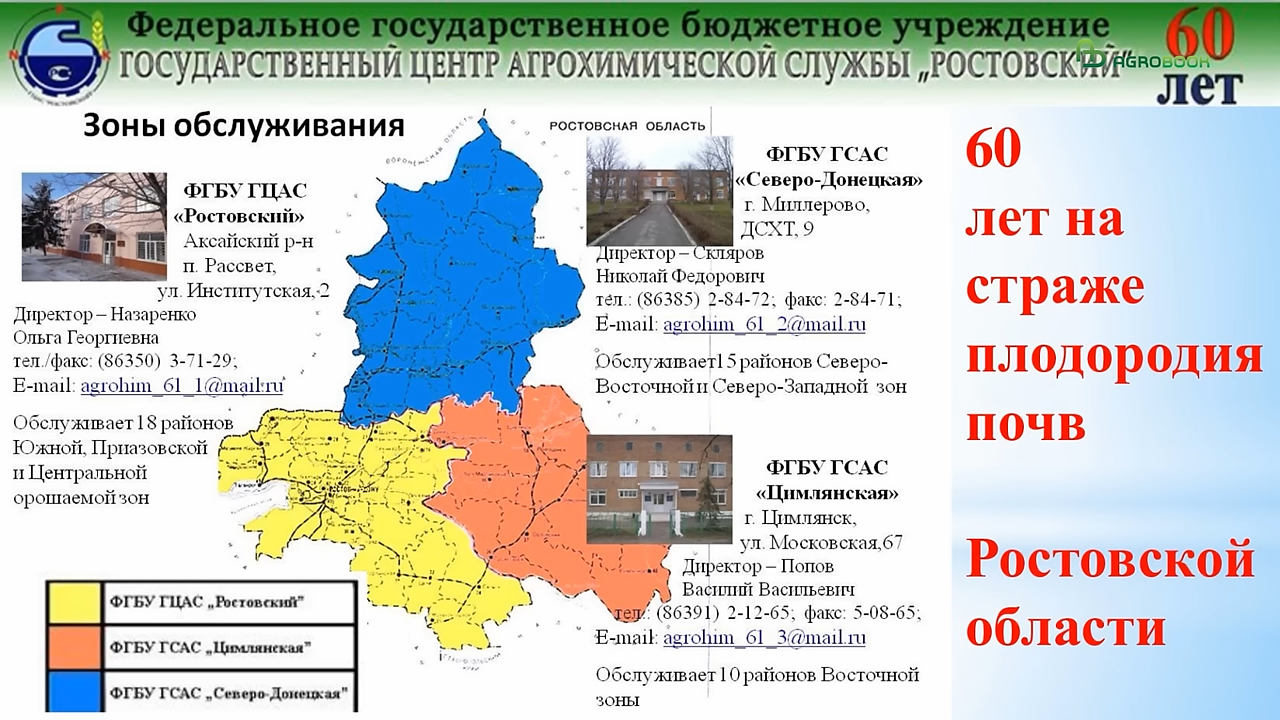 Федеральное государственное бюджетное учреждение
ГОСУДАРСТВЕННЫЙ ЦЕНТР АГРОХИМИЧЕСКОЙ СЛУЖБЫ „РОСТОВСКИЙ"
60
лет
AGROBOOK
Зоны обслуживания
РОСТОВСКАЯ ОБЛАСТЬ
ВОРОНЕЖСКАЯ ОБЛАСТЬ
ФГБУ ГЦАС
«Ростовский»
Аксайский р-н
п. Рассвет,
ул. Институтская,2
Директор – Назаренко
Ольга Георгиевна
тел./факс: (86350) 3-71-29;
E-mail: agrohim_61_1@mail.ru
Обслуживает 18 районов
Южной, Приазовской
и Центральной
орошаемой зон
ФГБУ ГСАС
«Северо-Донецкая»
г. Миллерово,
ДСХТ, 9
Директор – Скляров
Николай Федорович
тел.: (86385) 2-84-72; факс: 2-84-71;
E-mail: agrohim_61_2@mail.ru
Обслуживает15 районов Северо-
Восточной и Северо-Западной зон
ФГБУ ГСАС
«Цимлянская»
г. Цимлянск,
ул. Московская,67
Директор – Попов
Василий Васильевич
тел.: (86391) 2-12-65; факс: 5-08-65;
E-mail: agrohim_61_3@mail.ru
Обслуживает 10 районов Восточной
зоны
ФГБУ ГЦАС „Ростовский"
ФГБУ ГСАС „Цимлянская"
ФГБУ ГСАС „Северо-Донецкая"
60
лет на
страже
плодородия
почв
Ростовской
области